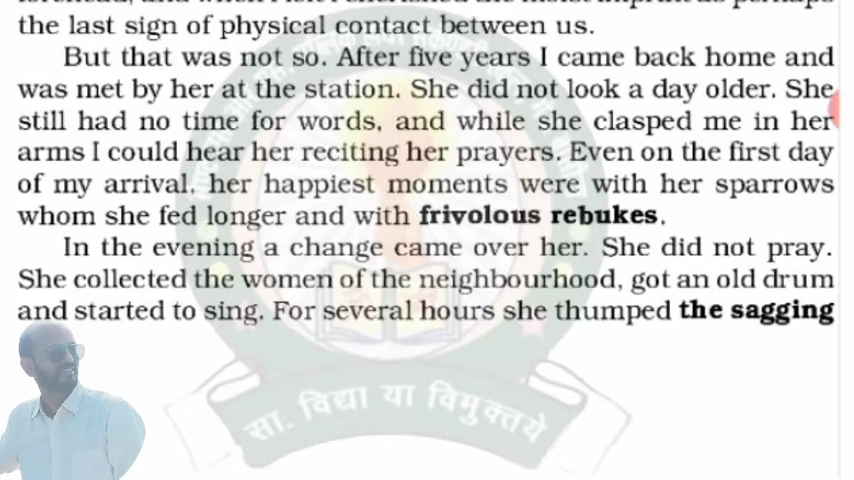 the last sign of physical contact between us.
But that was not so. After five years I came back home and
was met by her at the station. She did not look a day older. She
still had no time for words, and while she clasped me in her
arms I could hear her reciting her prayers. Even on the first day
of my arrival, her happiest moments were with her sparrows
whom she fed longer and with frivolous rebukes.
In the evening a change came over her. She did not pray.
She collected the women of the neighbourhood, got an old drum
and started to sing. For several hours she thumped the sagging
सा. विद्या या विमुक्तये